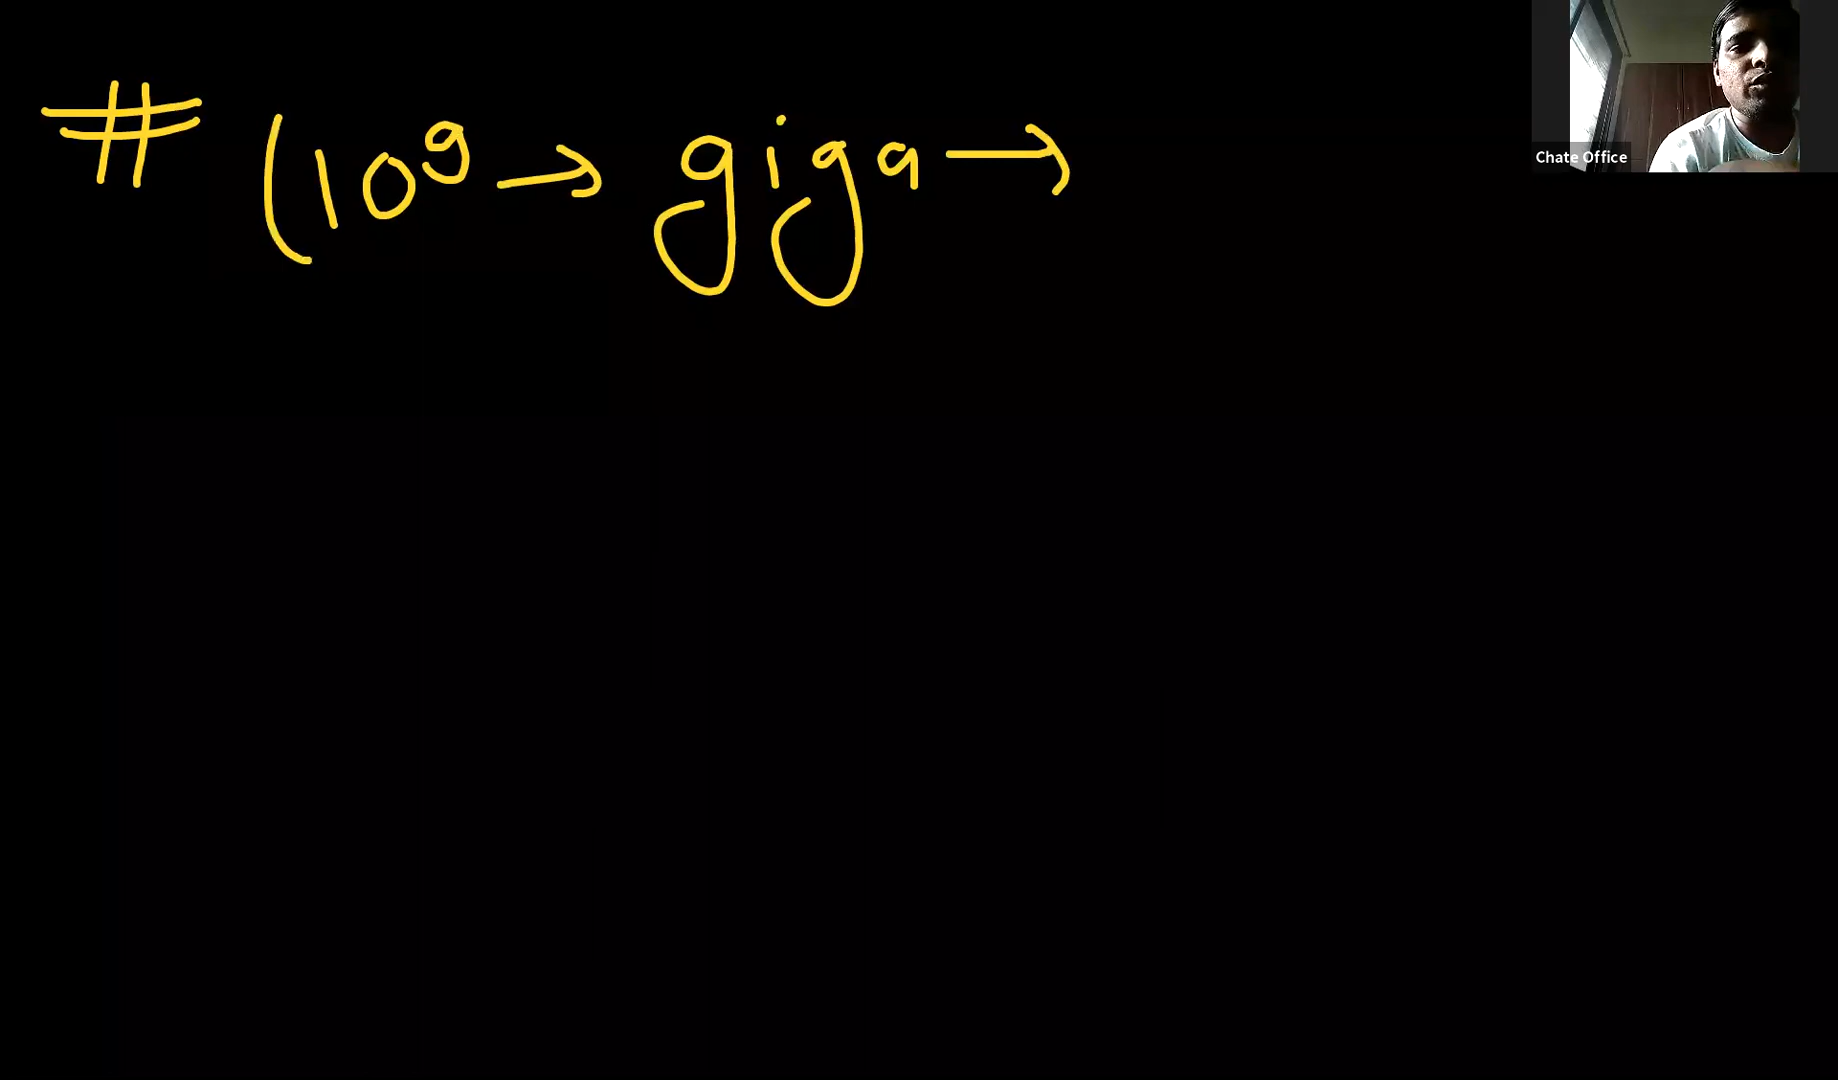 # (10⁹ → giga →
Chate Office